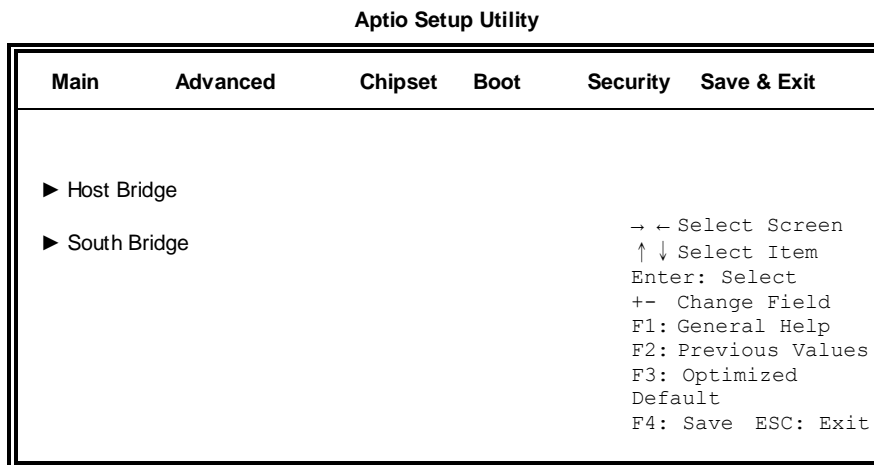 Aptio Setup Utility
Main Advanced Chipset Boot Security Save & Exit
► Host Bridge
► South Bridge
→ ← Select Screen
↑ ↓ Select Item
Enter: Select
+- Change Field
F1: General Help
F2: Previous Values
F3: Optimized
Default
F4: Save ESC: Exit